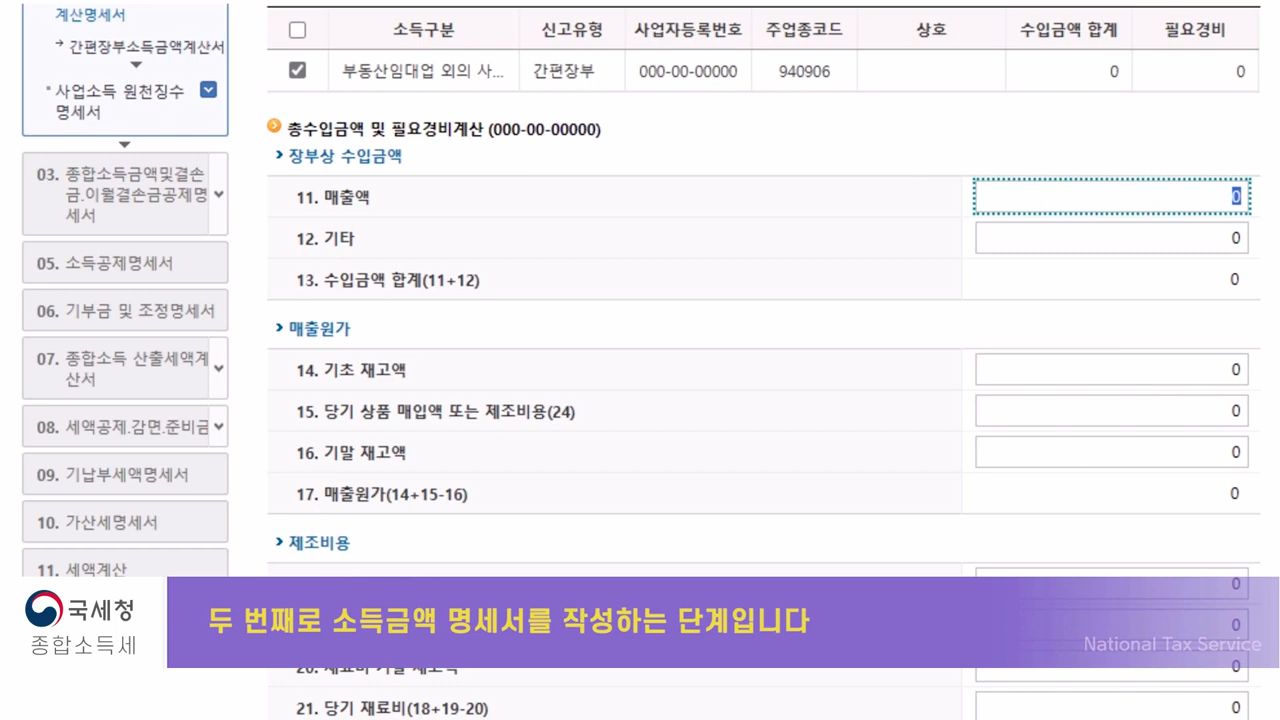 계산명세서
간편장부소득금액계산서
사업소득 원천징수
명세서
03. 종합소득금액및결손
금.이월결손금공제명
세서
05. 소득공제명세서
06. 기부금 및 조정명세서
07. 종합소득 산출세액계
산서
08. 세액공제.감면.준비금
09. 기납부세액명세서
10. 가산세명세서
11. 세액계산
소득구분 신고유형 사업자등록번호 주업종코드 상호 수입금액 합계 필요경비
부동산임대업 외의 사... 간편장부 000-00-00000 940906 0 0
총수입금액 및 필요경비계산 (000-00-00000)
장부상 수입금액
11. 매출액 0
12. 기타 0
13. 수입금액 합계(11+12) 0
매출원가
14. 기초 재고액 0
15. 당기 상품 매입액 또는 제조비용(24) 0
16. 기말 재고액 0
17. 매출원가(14+15-16) 0
제조비용
0
0
20. 재료비 기말 재고액 0
21. 당기 재료비(18+19-20) 0
국세청
종합소득세
두 번째로 소득금액 명세서를 작성하는 단계입니다
National Tax Service